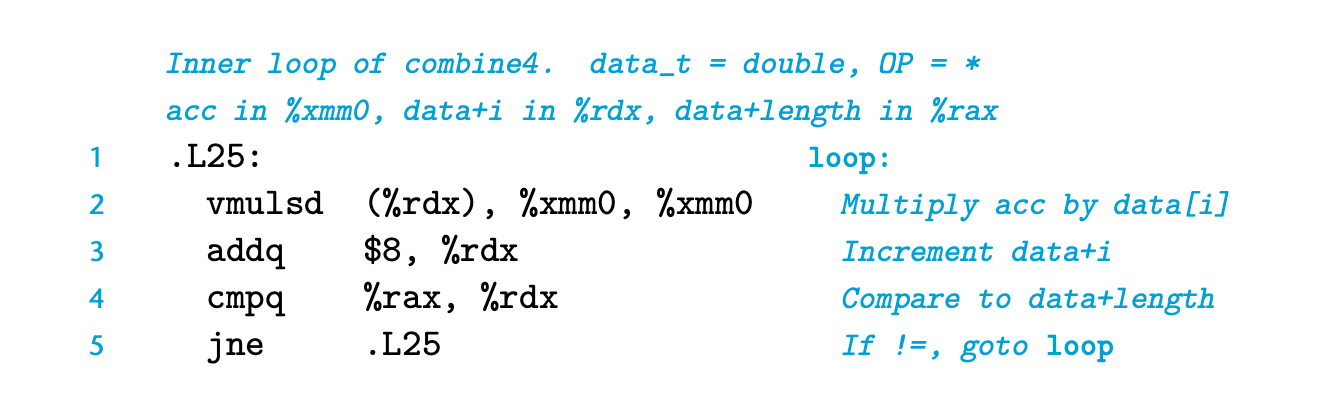 Inner loop of combine4. data_t = double, OP = *
acc in %xmm0, data+i in %rdx, data+length in %rax
1 .L25: loop:
2 vmulsd (%rdx), %xmm0, %xmm0 Multiply acc by data[i]
3 addq $8, %rdx Increment data+i
4 cmpq %rax, %rdx Compare to data+length
5 jne .L25 If !=, goto loop